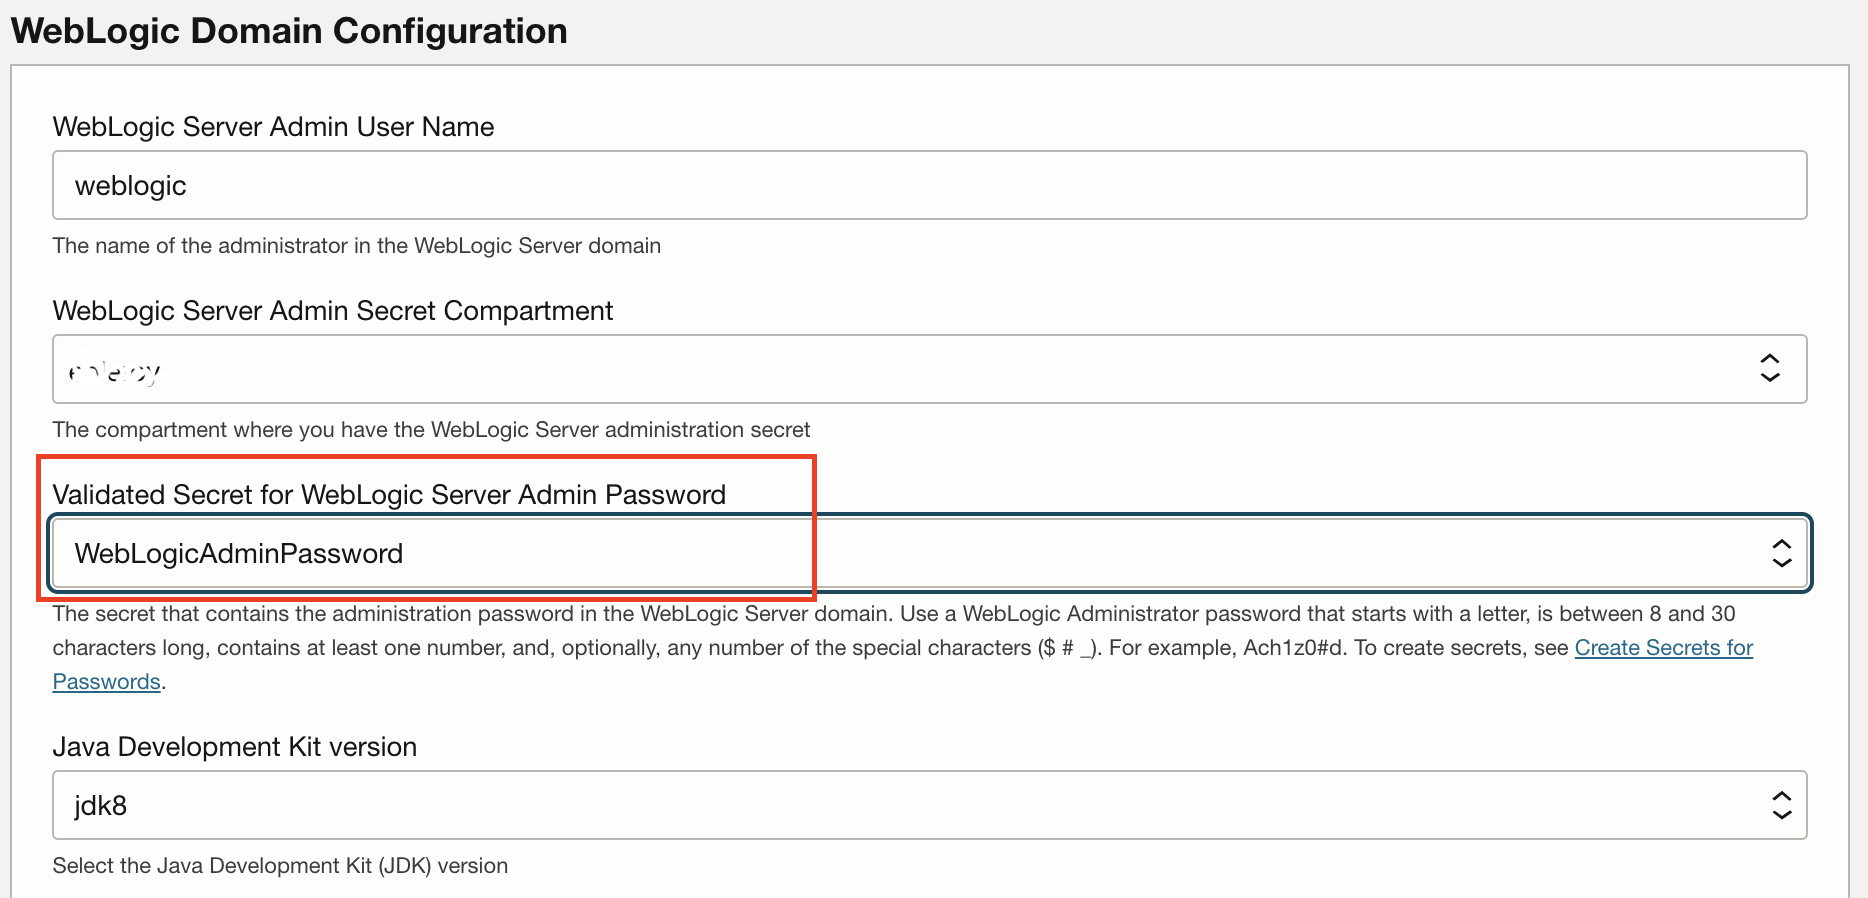 WebLogic Domain Configuration
WebLogic Server Admin User Name
weblogic
The name of the administrator in the WebLogic Server domain
WebLogic Server Admin Secret Compartment
The compartment where you have the WebLogic Server administration secret
Validated Secret for WebLogic Server Admin Password
WebLogicAdminPassword
The secret that contains the administration password in the WebLogic Server domain. Use a WebLogic Administrator password that starts with a letter, is between 8 and 30
characters long, contains at least one number, and, optionally, any number of the special characters ($ # _). For example, Ach1z0#d. To create secrets, see Create Secrets for
Passwords.
Java Development Kit version
jdk8
Select the Java Development Kit (JDK) version